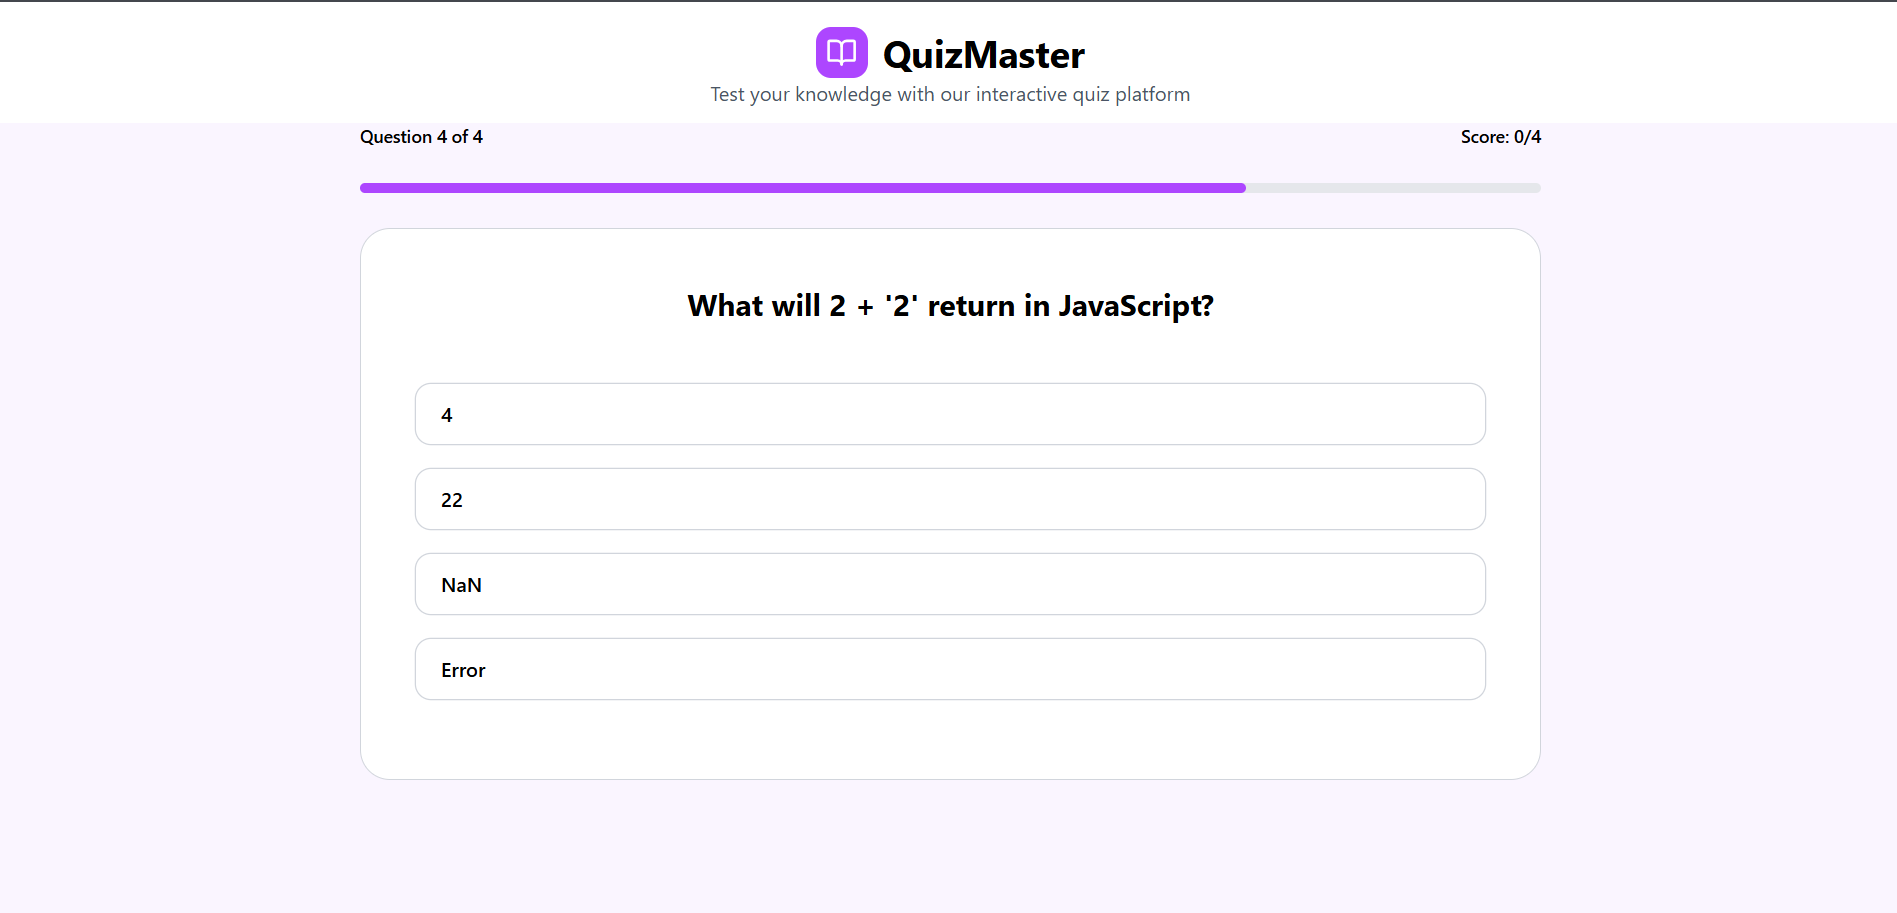 QuizMaster
Test your knowledge with our interactive quiz platform
Question 4 of 4
Score: 0/4
What will 2 + '2' return in JavaScript?
4
22
NaN
Error